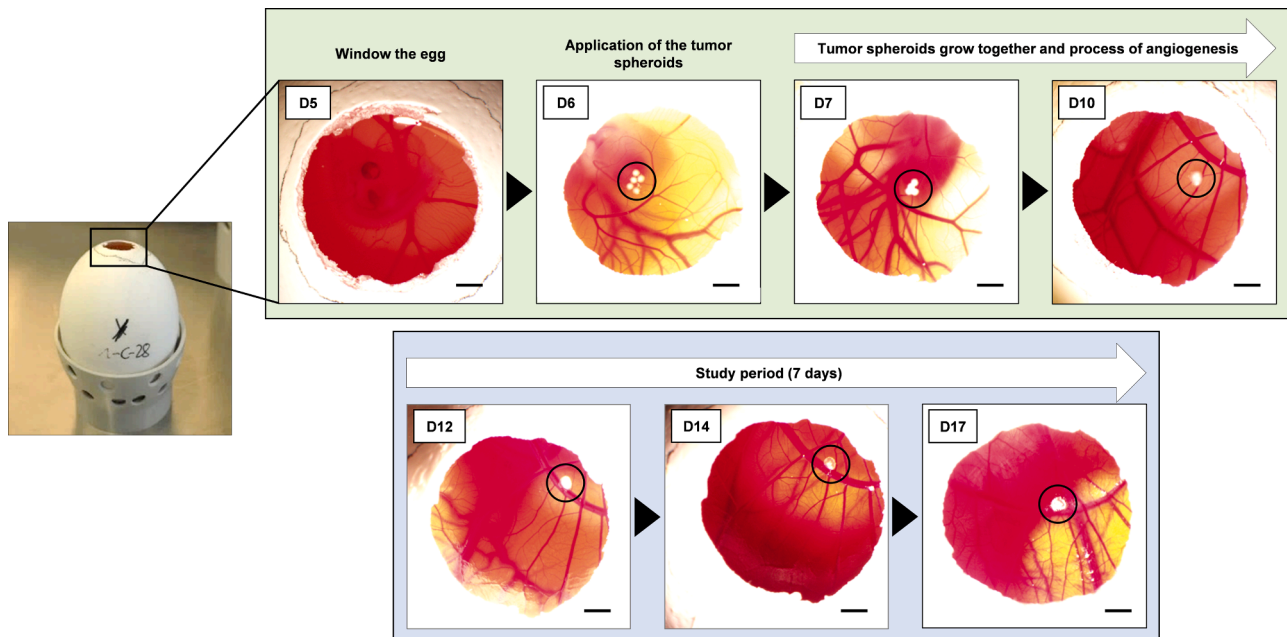 Window the egg
Application of the tumor
spheroids
Tumor spheroids grow together and process of angiogenesis
D5
D6
D7
D10
Study period (7 days)
D12
D14
D17